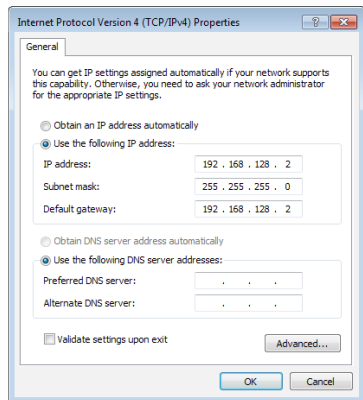 Internet Protocol Version 4 (TCP/IPv4) Properties
General
You can get IP settings assigned automatically if your network supports
this capability. Otherwise, you need to ask your network administrator
for the appropriate IP settings.
Obtain an IP address automatically
Use the following IP address:
IP address: 192 . 168 . 128 . 2
Subnet mask: 255 . 255 . 255 . 0
Default gateway: 192 . 168 . 128 . 2
Obtain DNS server address automatically
Use the following DNS server addresses:
Preferred DNS server: . . .
Alternate DNS server: . . .
Validate settings upon exit
Advanced...
OK Cancel